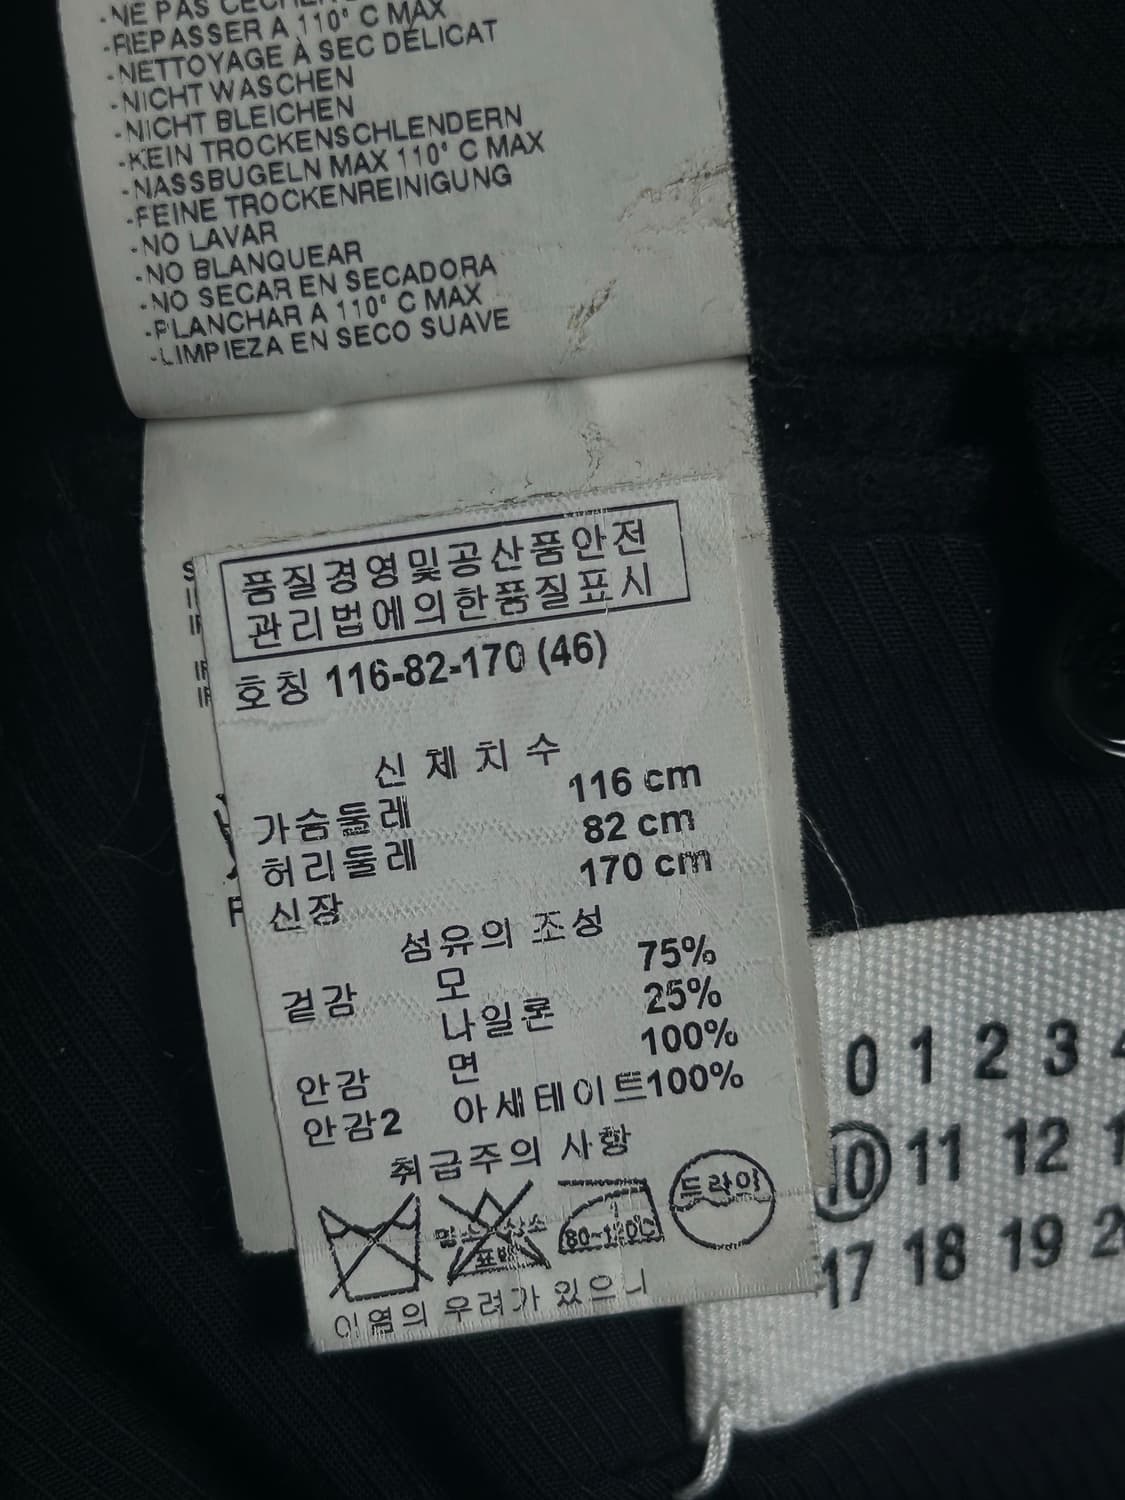 -NE PAS
-REPASSER A 110° C MAX
-NETTOYAGE À SEC DÉLICAT
-NICHT WASCHEN
-NICHT BLEICHEN
-KEIN TROCKENSCHLENDERN
-NASSBUGELN MAX 110° C MAX
-FEINE TROCKENREINIGUNG
-NO LAVAR
-NO BLANQUEAR
-NO SECAR EN SECADORA
-PLANCHAR A 110° C MAX
-LIMPIEZA EN SECO SUAVE
품질경영및공산품안전
관리법에의한품질표시
호칭 116-82-170 (46)
신체치수
가슴둘레 116 cm
허리둘레 82 cm
신장 170 cm
섬유의 조성
겉감 모 75%
나일론 25%
안감 면 100%
안감2 아세테이트100%
취급주의 사항
표백
80~120℃
드라이
이염의 우려가 있으니
0 1 2 3
10 11 12
17 18 19